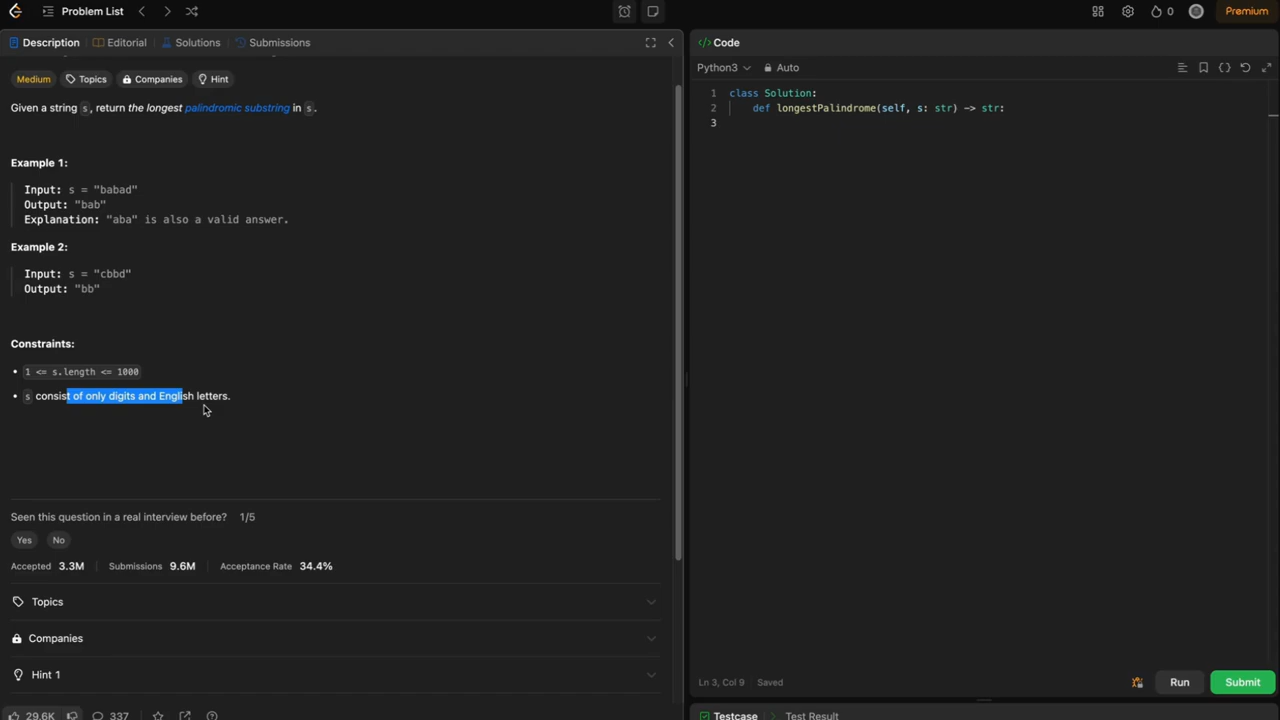 Problem List
0
Premium
Description
Editorial
Solutions
Submissions
Code
Medium
Topics
Companies
Hint
Python3
Auto
Given a string s, return the longest palindromic substring in s.
1 class Solution:
2 def longestPalindrome(self, s: str) -> str:
3
Example 1:
Input: s = "babad"
Output: "bab"
Explanation: "aba" is also a valid answer.
Example 2:
Input: s = "cbbd"
Output: "bb"
Constraints:
• 1 <= s.length <= 1000
• s consist of only digits and English letters.
Seen this question in a real interview before? 1/5
Yes No
Accepted 3.3M | Submissions 9.6M | Acceptance Rate 34.4%
Topics
Companies
Hint 1
Ln 3, Col 9 Saved
Run
Submit
29.6K
337
Testcase
Test Result